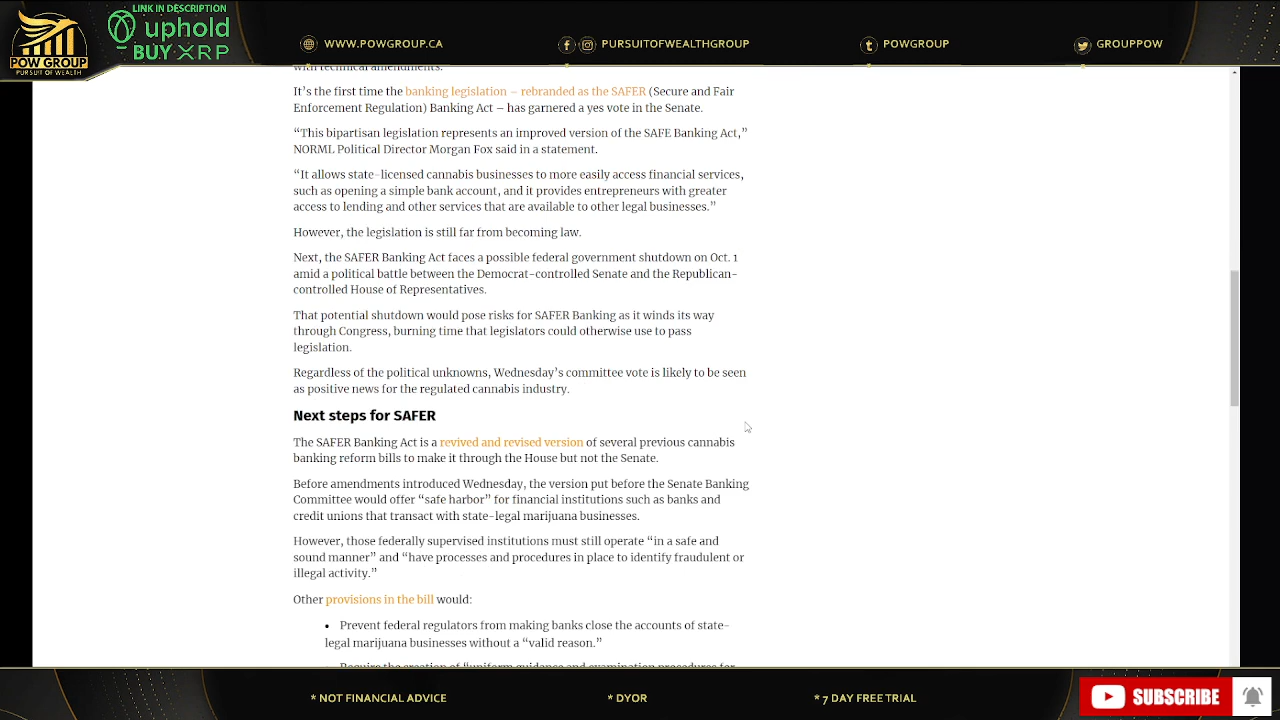 LINK IN DESCRIPTION
uphold
BUY XRP
POW GROUP
PURSUIT OF WEALTH
WWW.POWGROUP.CA
PURSUITOFWEALTHGROUP
POWGROUP
GROUPPOW
with technical amendments.
It’s the first time the banking legislation – rebranded as the SAFER (Secure and Fair
Enforcement Regulation) Banking Act – has garnered a yes vote in the Senate.
“This bipartisan legislation represents an improved version of the SAFE Banking Act,”
NORML Political Director Morgan Fox said in a statement.
“It allows state-licensed cannabis businesses to more easily access financial services,
such as opening a simple bank account, and it provides entrepreneurs with greater
access to lending and other services that are available to other legal businesses.”
However, the legislation is still far from becoming law.
Next, the SAFER Banking Act faces a possible federal government shutdown on Oct. 1
amid a political battle between the Democrat-controlled Senate and the Republican-
controlled House of Representatives.
That potential shutdown would pose risks for SAFER Banking as it winds its way
through Congress, burning time that legislators could otherwise use to pass
legislation.
Regardless of the political unknowns, Wednesday’s committee vote is likely to be seen
as positive news for the regulated cannabis industry.
Next steps for SAFER
The SAFER Banking Act is a revived and revised version of several previous cannabis
banking reform bills to make it through the House but not the Senate.
Before amendments introduced Wednesday, the version put before the Senate Banking
Committee would offer “safe harbor” for financial institutions such as banks and
credit unions that transact with state-legal marijuana businesses.
However, those federally supervised institutions must still operate “in a safe and
sound manner” and “have processes and procedures in place to identify fraudulent or
illegal activity.”
Other provisions in the bill would:
• Prevent federal regulators from making banks close the accounts of state-
legal marijuana businesses without a “valid reason.”
• Require the creation of “uniform guidance and examination procedures for
* NOT FINANCIAL ADVICE
* DYOR
* 7 DAY FREE TRIAL
SUBSCRIBE